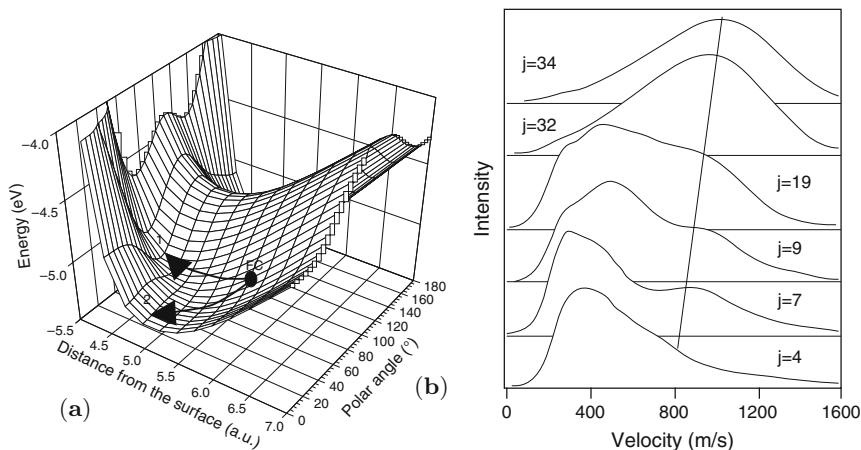 −4.0
−4.5
−5.0
−5.5
Energy (eV)
4.5
5.0
5.5
6.0
6.5
7.0
Distance from the surface (a.u.)
0
20
40
60
80
100
120
140
160
180
Polar angle (°)
1
2
FC
(a)
(b)
j=34
j=32
j=19
j=9
j=7
j=4
Intensity
0 400 800 1200 1600
Velocity (m/s)